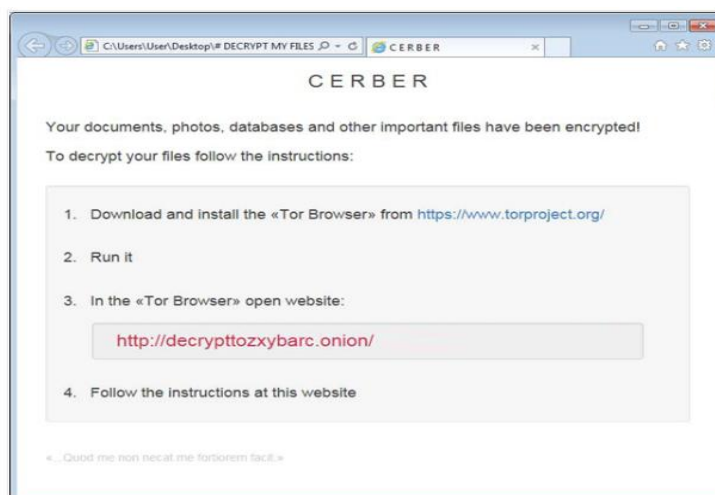 C:\Users\User\Desktop\# DECRYPT MY FILES
CERBER
CERBER
Your documents, photos, databases and other important files have been encrypted!
To decrypt your files follow the instructions:
1. Download and install the «Tor Browser» from https://www.torproject.org/
2. Run it
3. In the «Tor Browser» open website:
http://decrypttozxybarc.onion/
4. Follow the instructions at this website
«...Quod me non necat me fortiorem facit.»